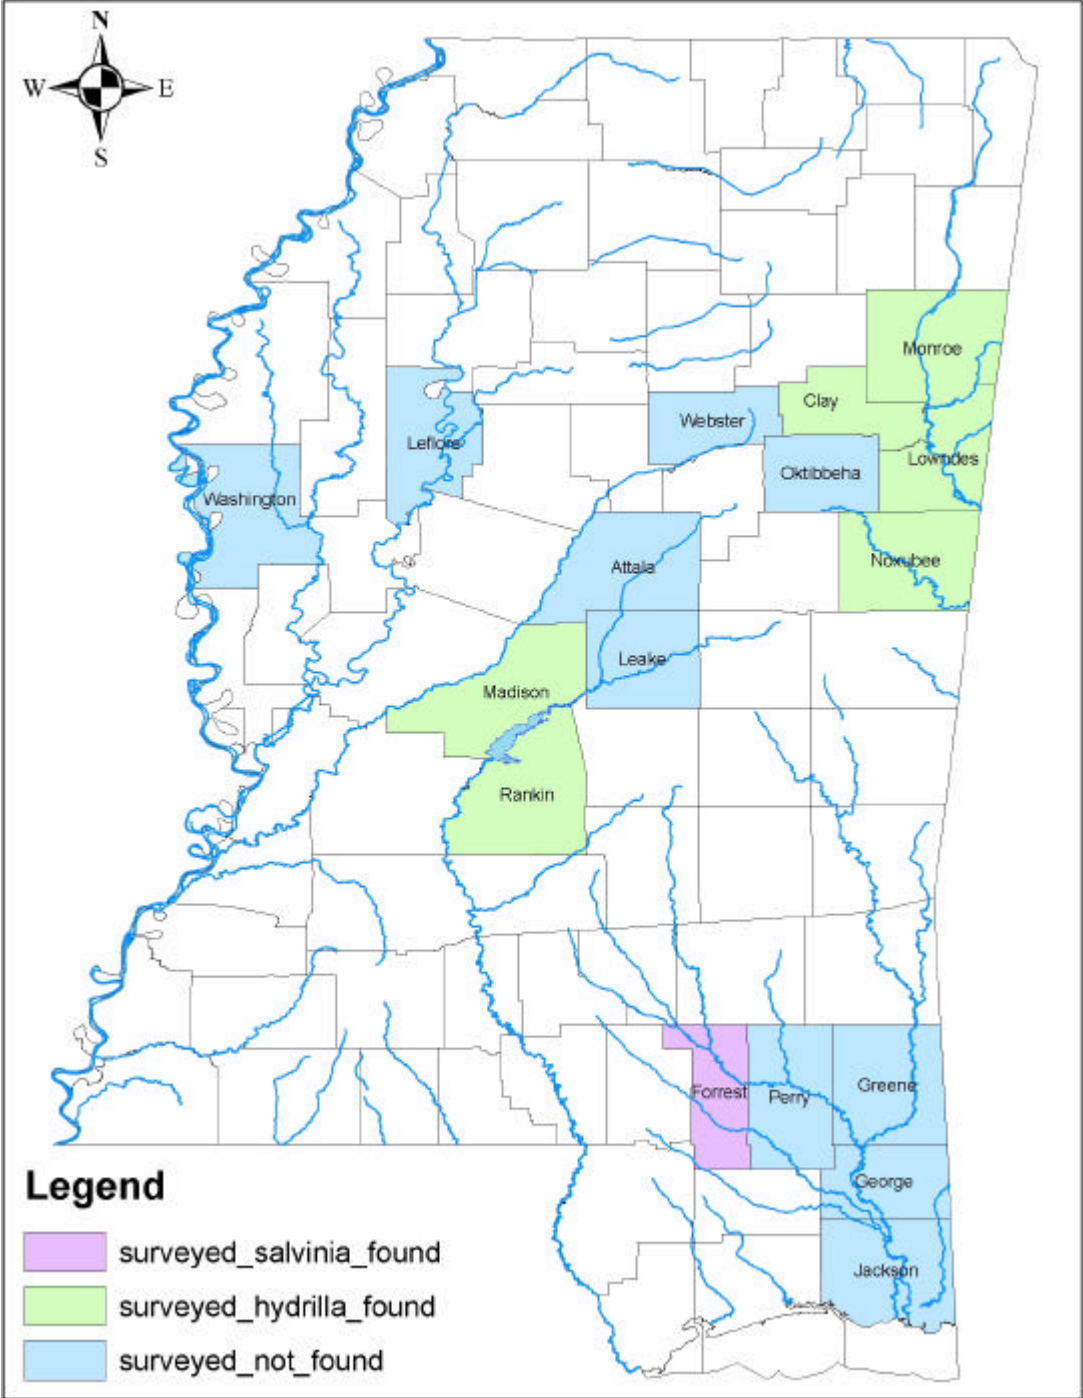 N
W E
S
Monroe
Clay
Webster
Leflore
Lowndes
Oktibbeha
Washington
Noxubee
Attala
Leake
Madison
Rankin
Greene
Forrest
Perry
George
Jackson
Legend
surveyed_salvinia_found
surveyed_hydrilla_found
surveyed_not_found